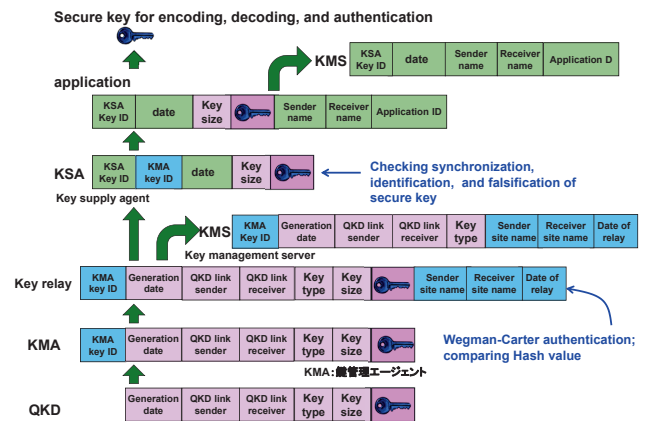 Secure key for encoding, decoding, and authentication
KMS
KSA Key ID
date
Sender name
Receiver name
Application D
application
KSA Key ID
date
Key size
Sender name
Receiver name
Application ID
KSA
KSA Key ID
KMA key ID
date
Key size
Checking synchronization,
identification, and falsification of
secure key
Key supply agent
KMS
KMA Key ID
Generation date
QKD link sender
QKD link receiver
Key type
Sender site name
Receiver site name
Date of relay
Key management server
Key relay
KMA key ID
Generation date
QKD link sender
QKD link receiver
Key type
Key size
Sender site name
Receiver site name
Date of relay
Wegman-Carter authentication;
comparing Hash value
KMA
KMA key ID
Generation date
QKD link sender
QKD link receiver
Key type
Key size
KMA:鍵管理エージェント
QKD
Generation date
QKD link sender
QKD link receiver
Key type
Key size